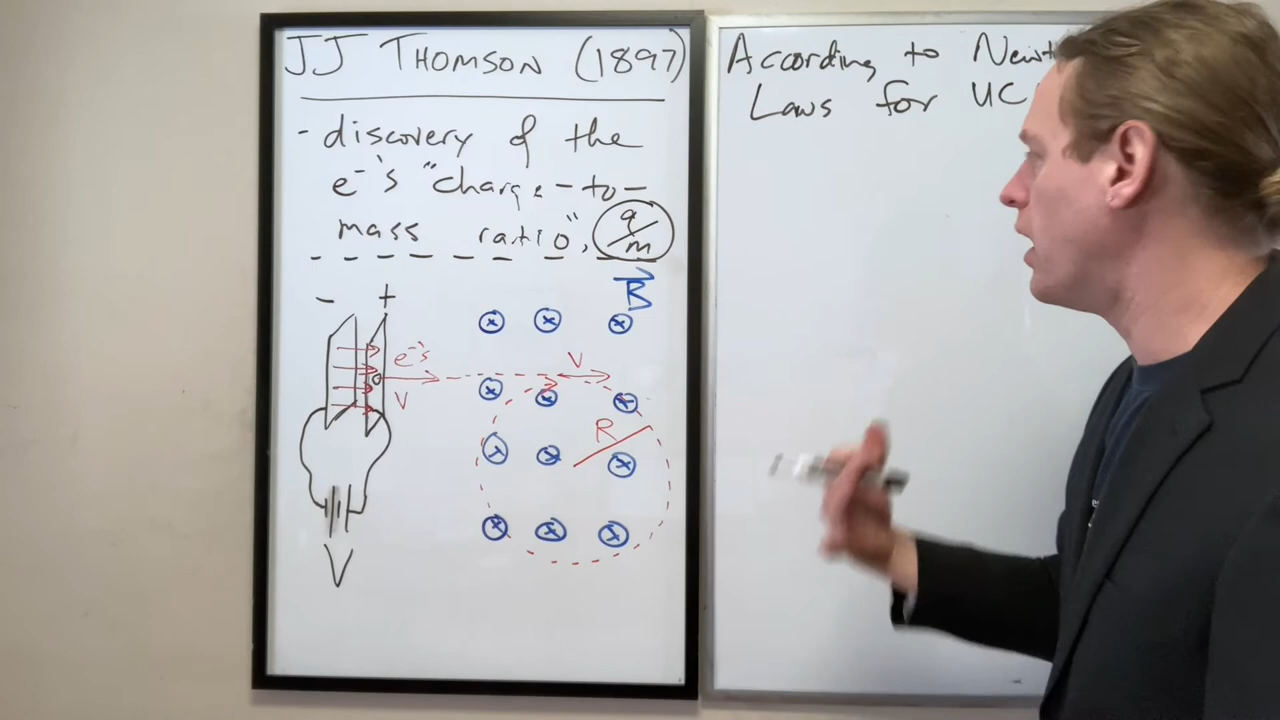 JJ THOMSON (1897)
- discovery of the
e⁻'s "charge-to-
mass ratio", q/m
- +
B
e⁻'s
V
V
R
V
According to
Laws for UC